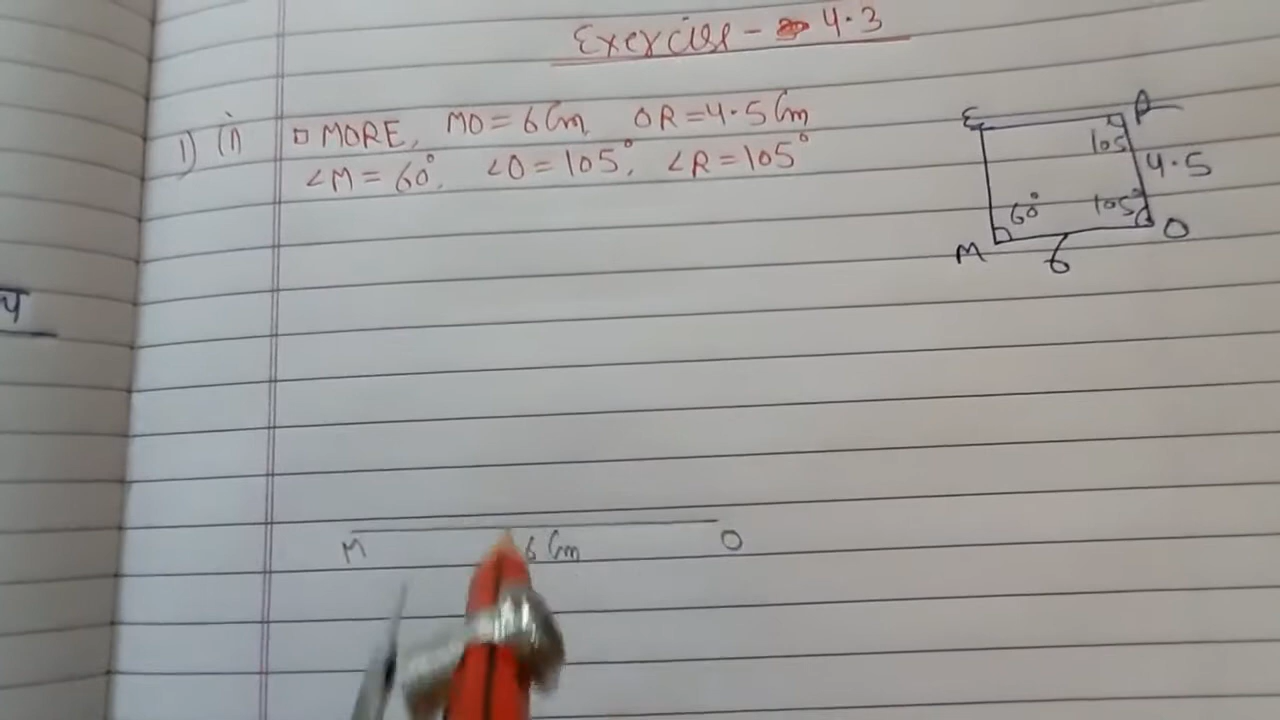 Exercise - 4.3
1) (i) □ MORE, MO = 6 Cm, OR = 4.5 Cm
∠M = 60°, ∠O = 105°, ∠R = 105°
E R
105°
4.5
60° 105°
M 6 O
य
M 6 Cm O